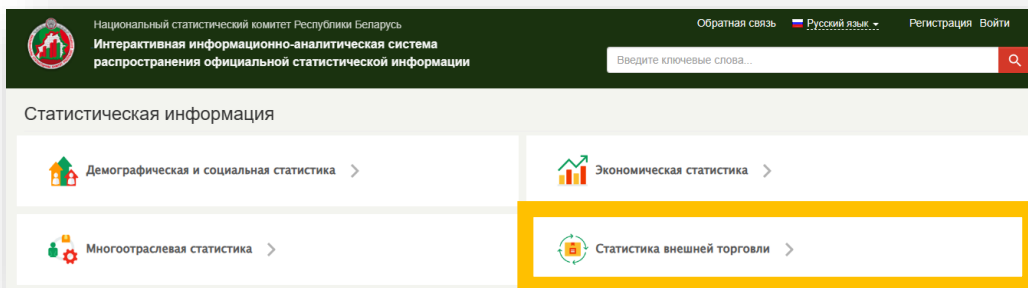 Национальный статистический комитет Республики Беларусь
Интерактивная информационно-аналитическая система
распространения официальной статистической информации
Обратная связь Русский язык Регистрация Войти
Введите ключевые слова...
Статистическая информация
Демографическая и социальная статистика
Экономическая статистика
Многоотраслевая статистика
Статистика внешней торговли